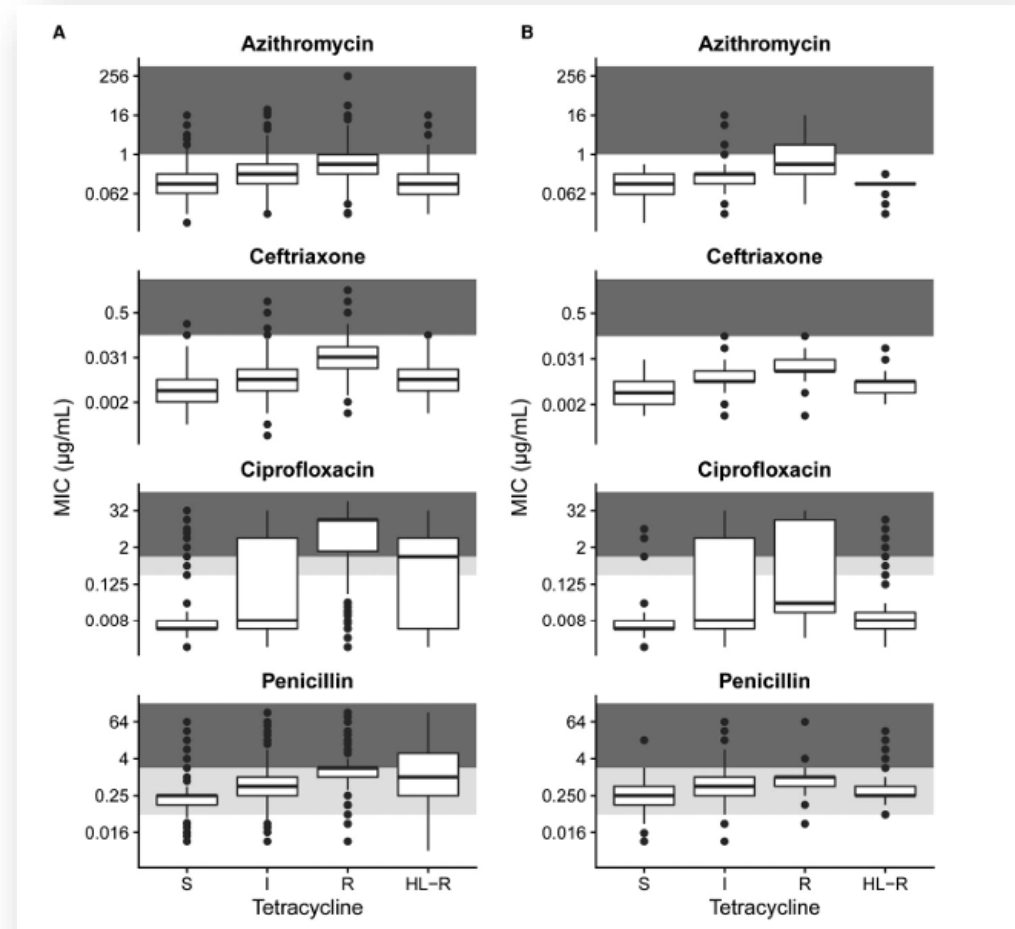 A
B
Azithromycin
Azithromycin
256
16
1
0.062
256
16
1
0.062
Ceftriaxone
Ceftriaxone
0.5
0.031
0.002
0.5
0.031
0.002
MIC (µg/mL)
MIC (µg/mL)
Ciprofloxacin
Ciprofloxacin
32
2
0.125
0.008
32
2
0.125
0.008
Penicillin
Penicillin
64
4
0.25
0.016
64
4
0.250
0.016
S I R HL−R
S I R HL−R
Tetracycline
Tetracycline